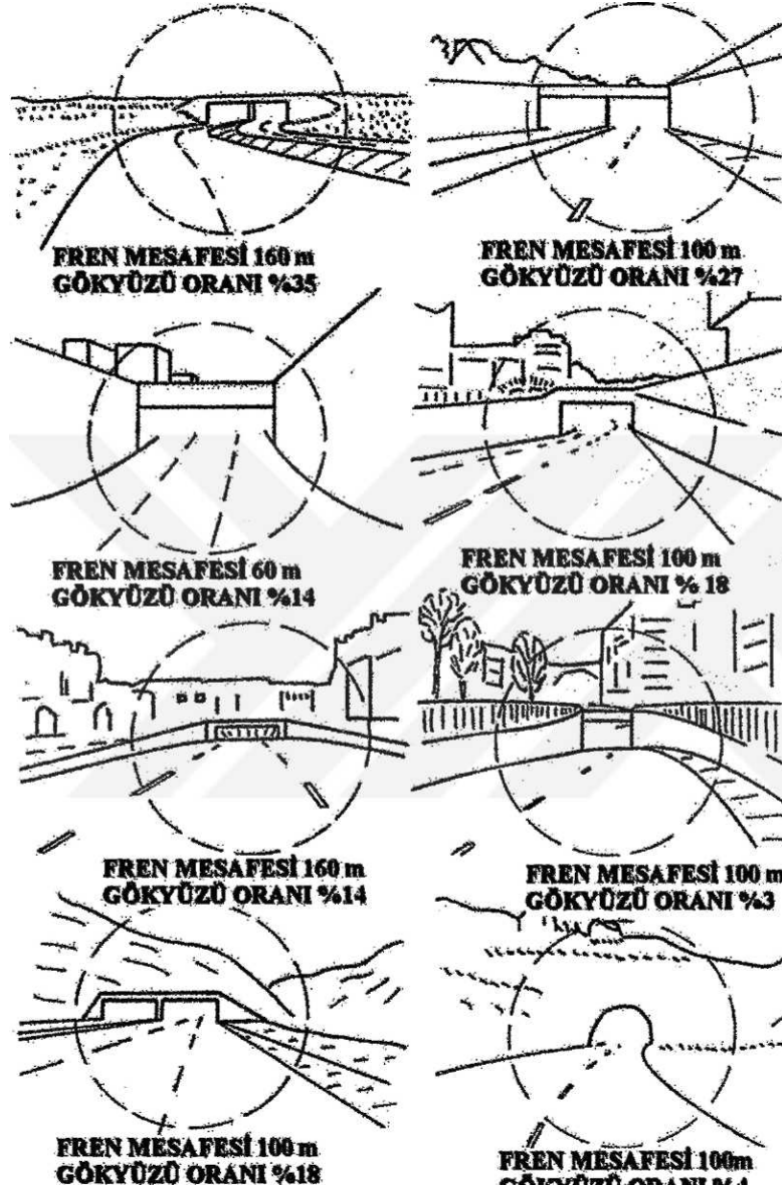 FREN MESAFESİ 160 m
GÖKYÜZÜ ORANI %35
FREN MESAFESİ 100 m
GÖKYÜZÜ ORANI %27
FREN MESAFESİ 60 m
GÖKYÜZÜ ORANI %14
FREN MESAFESİ 100 m
GÖKYÜZÜ ORANI % 18
FREN MESAFESİ 160 m
GÖKYÜZÜ ORANI %14
FREN MESAFESİ 100 m
GÖKYÜZÜ ORANI %3
FREN MESAFESİ 100 m
GÖKYÜZÜ ORANI %18
FREN MESAFESİ 100m
GÖKYÜZÜ ORANI